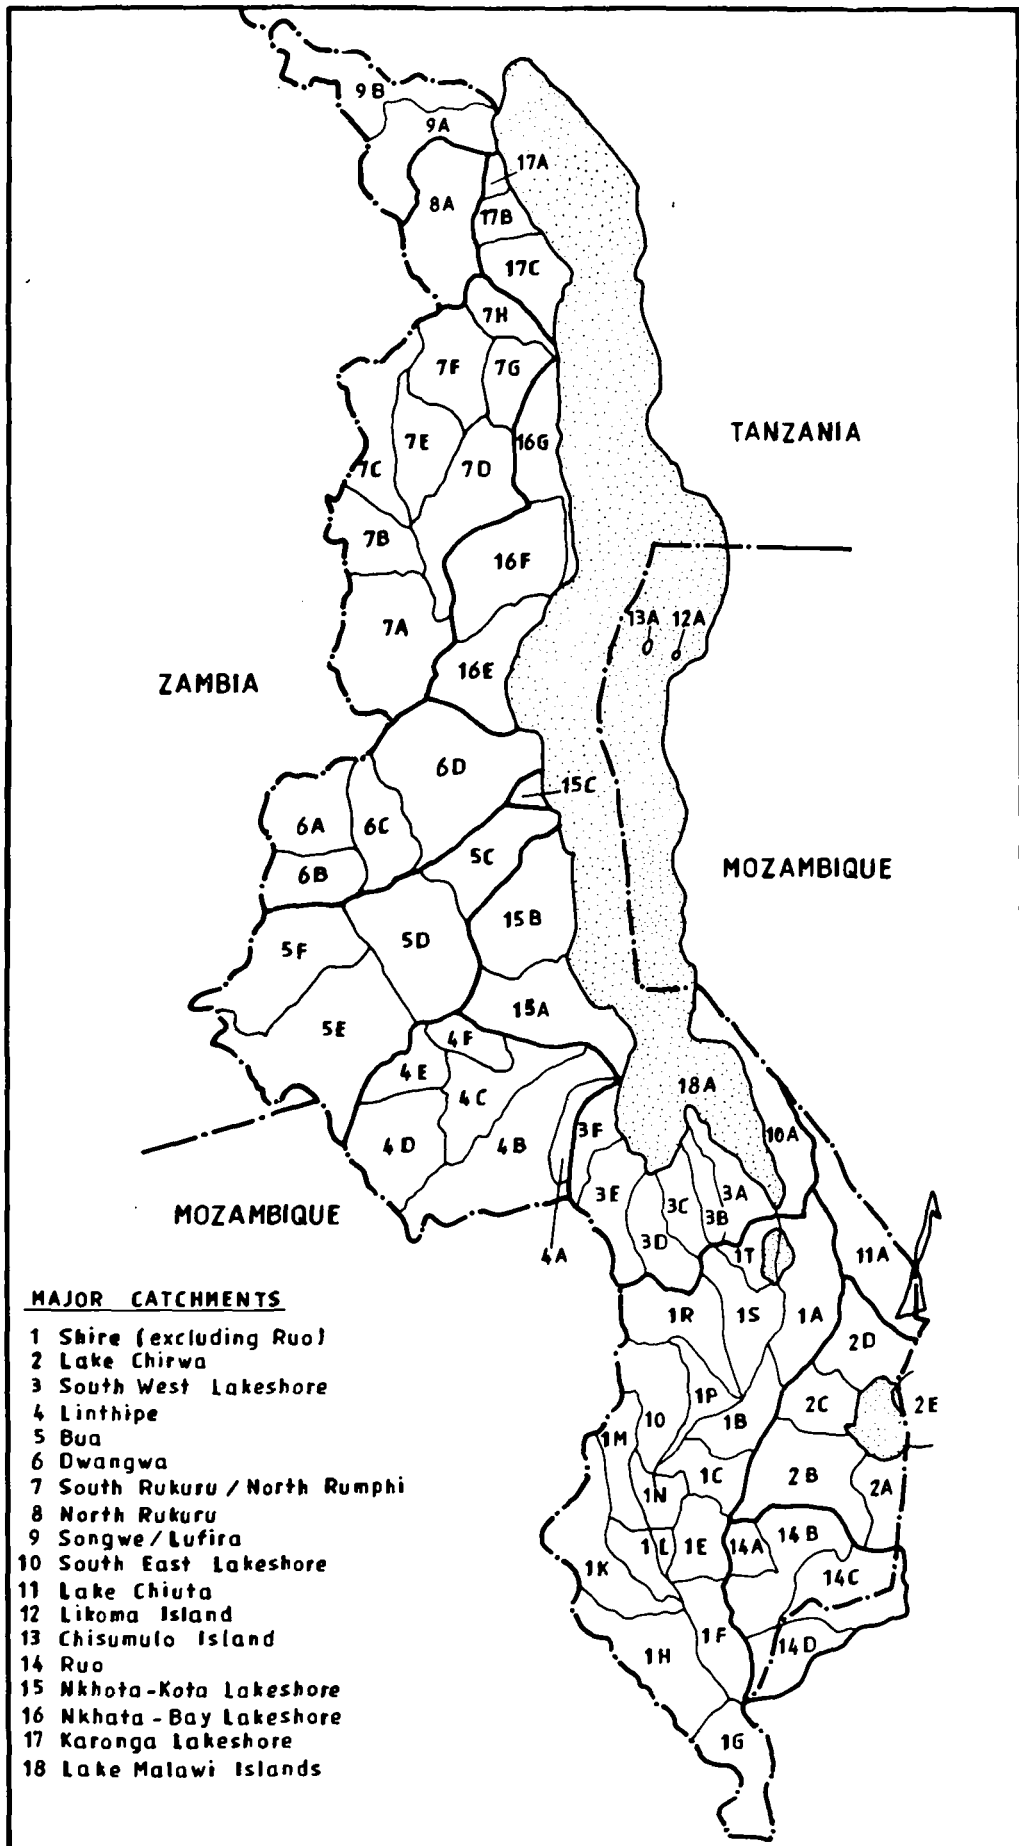 9B
9A
17A
8A
17B
17C
7H
7F
7G
TANZANIA
7E
16G
7C
7D
7B
16F
13A
12A
7A
16E
ZAMBIA
6D
15C
6A
6C
5C
6B
MOZAMBIQUE
15B
5D
5F
15A
5E
4F
4E
18A
4C
3F
10A
4D
4B
3E
3A
3C
MOZAMBIQUE
3B
3D
4A
1T
11A
MAJOR CATCHMENTS
1R
1S
1A
1 Shire (excluding Ruo)
2D
2 Lake Chirwa
3 South West Lakeshore
1P
2C
2E
4 Linthipe
10
1B
5 Bua
1M
6 Dwangwa
1C
2B
7 South Rukuru / North Rumphi
1N
2A
8 North Rukuru
14B
9 Songwe / Lufira
1L
1E
14A
10 South East Lakeshore
1K
14C
11 Lake Chiuta
12 Likoma Island
13 Chisumulo Island
1F
14D
14 Ruo
1H
15 Nkhota-Kota Lakeshore
16 Nkhata - Bay Lakeshore
17 Karonga Lakeshore
1G
18 Lake Malawi Islands